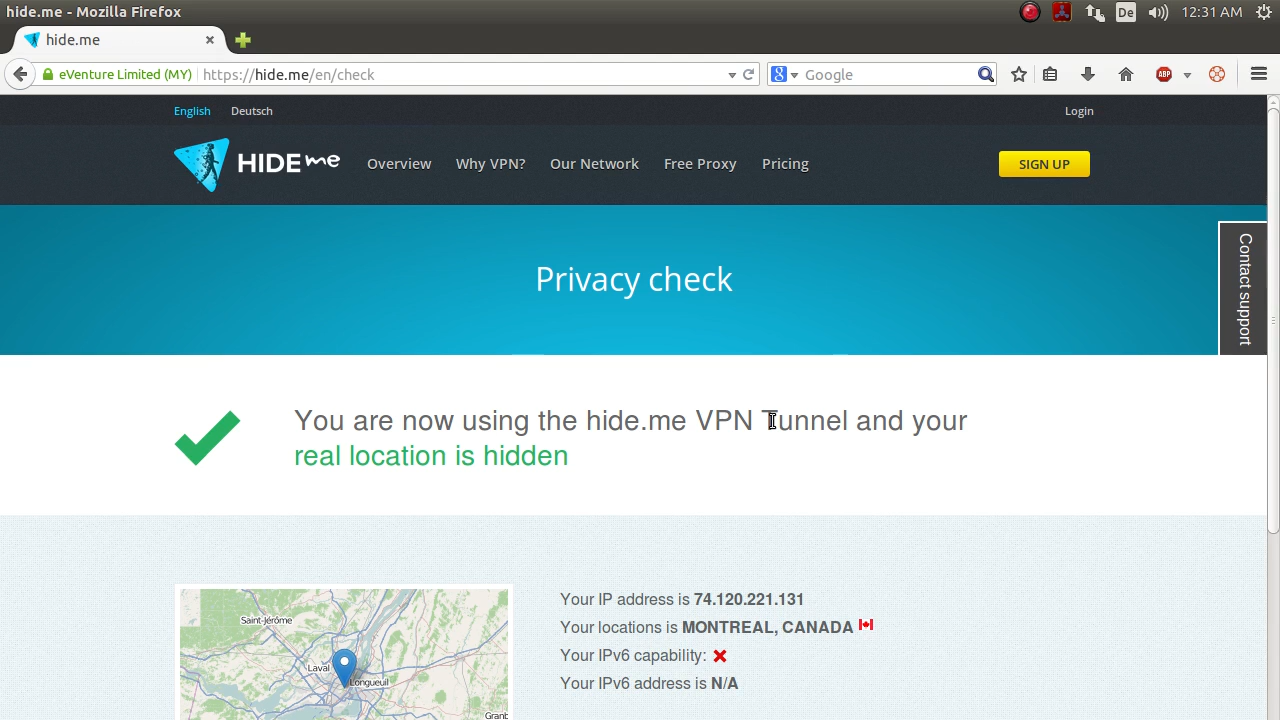 hide.me - Mozilla Firefox
De
12:31 AM
hide.me
eVenture Limited (MY)
https://hide.me/en/check
Google
ABP
English
Deutsch
Login
HIDE me
Overview
Why VPN?
Our Network
Free Proxy
Pricing
SIGN UP
Contact support
Privacy check
You are now using the hide.me VPN Tunnel and your
real location is hidden
Your IP address is 74.120.221.131
Your locations is MONTREAL, CANADA
Your IPv6 capability:
Your IPv6 address is N/A
Saint-Jérôme
Laval
Longueuil
Granb